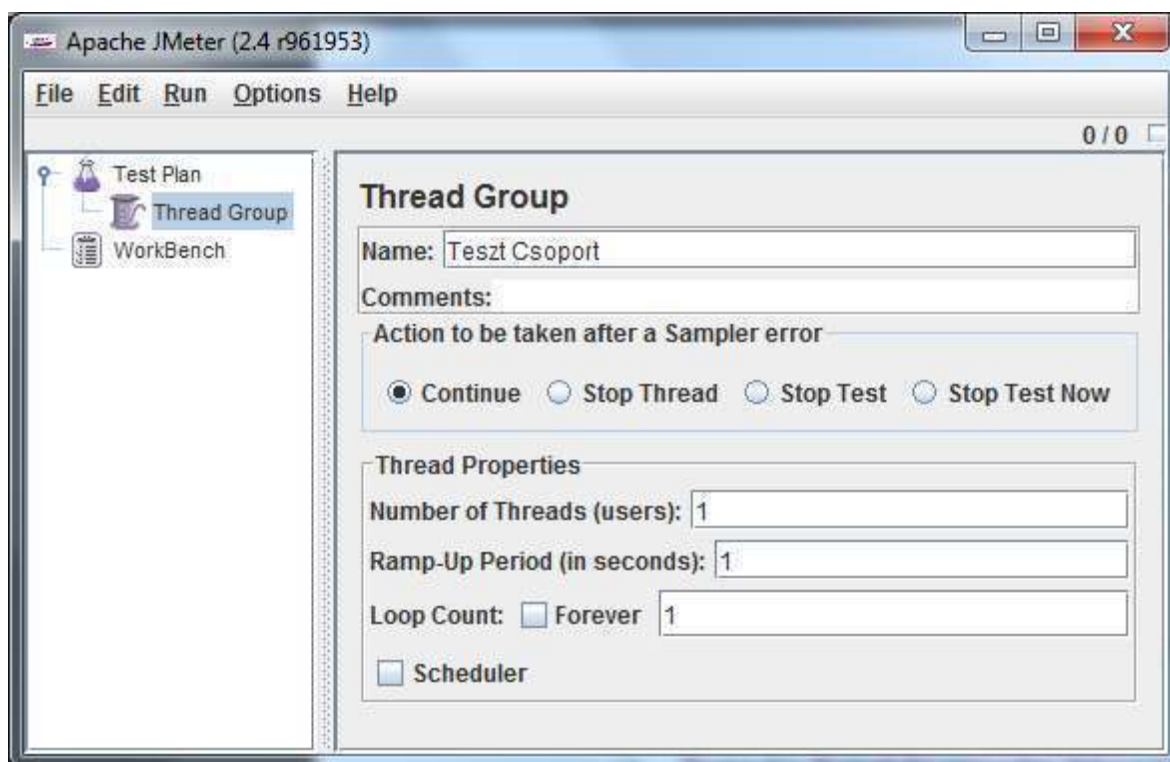 Apache JMeter (2.4 r961953)
File Edit Run Options Help
0 / 0
Test Plan
Thread Group
WorkBench
Thread Group
Name: Teszt Csoport
Comments:
Action to be taken after a Sampler error
Continue Stop Thread Stop Test Stop Test Now
Thread Properties
Number of Threads (users): 1
Ramp-Up Period (in seconds): 1
Loop Count: Forever 1
Scheduler